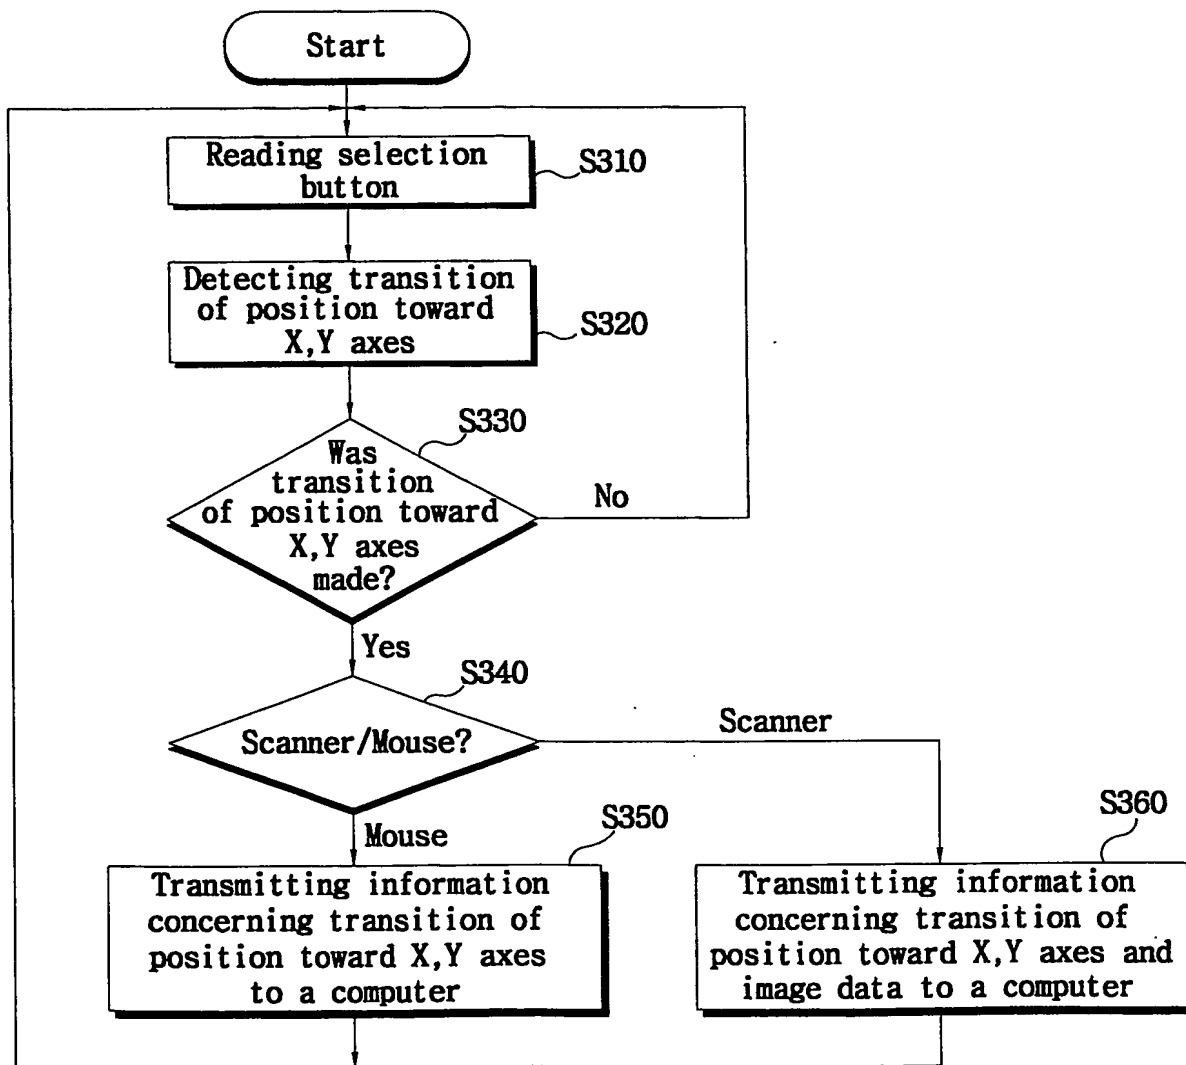 Start
Reading selection
button
S310
Detecting transition
of position toward
X,Y axes
S320
S330
Was
transition
of position toward
X,Y axes
made?
No
Yes
S340
Scanner/Mouse?
Scanner
Mouse
S350
Transmitting information
concerning transition of
position toward X,Y axes
to a computer
S360
Transmitting information
concerning transition of
position toward X,Y axes and
image data to a computer